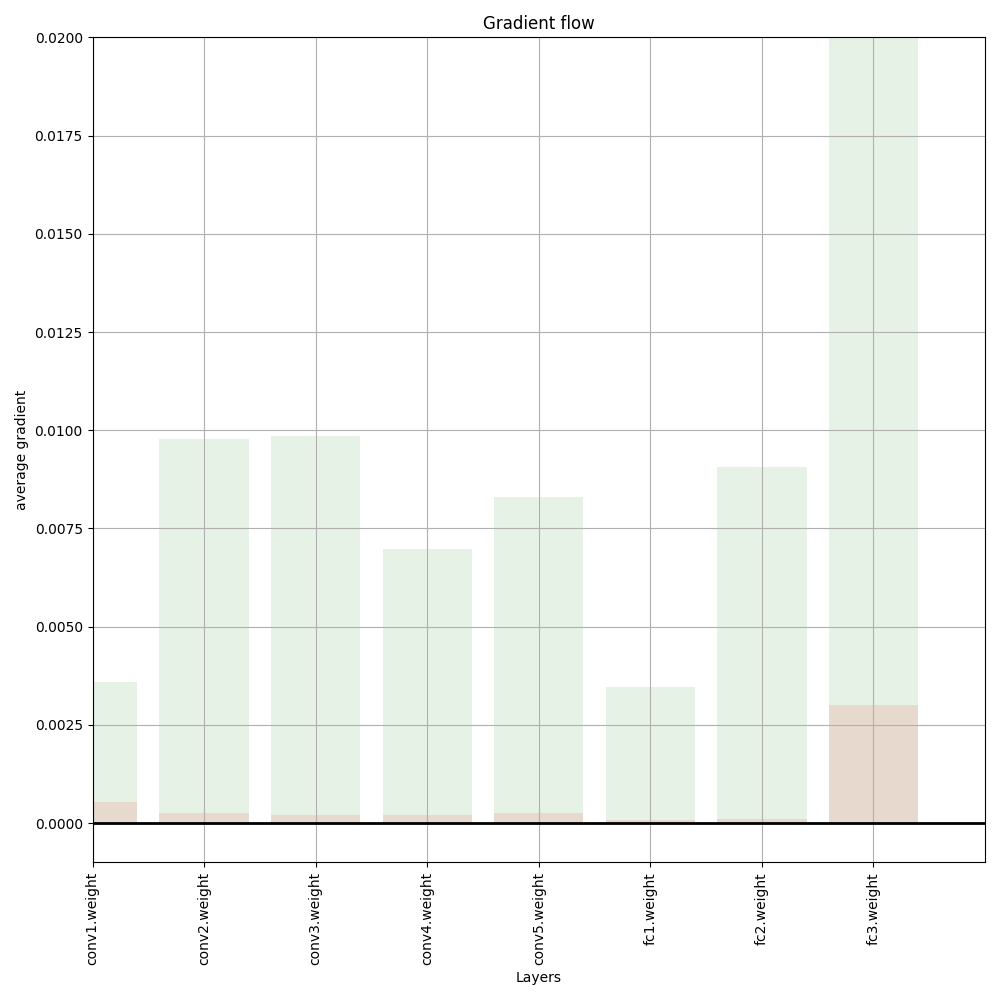 Gradient flow
0.0200
0.0175
0.0150
0.0125
0.0100
0.0075
0.0050
0.0025
0.0000
average gradient
conv1.weight
conv2.weight
conv3.weight
conv4.weight
conv5.weight
fc1.weight
fc2.weight
fc3.weight
Layers